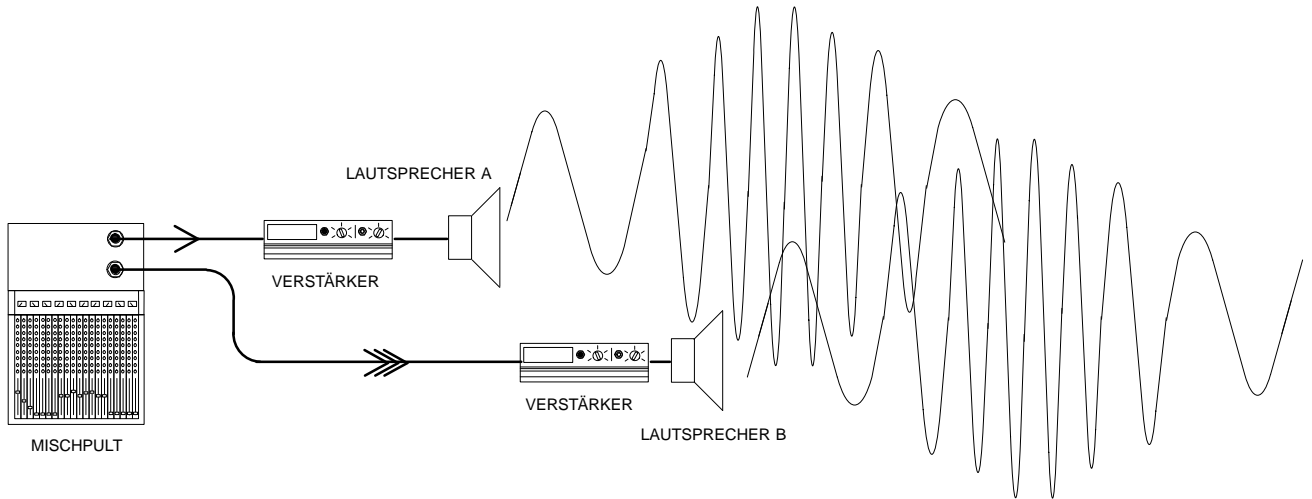 LAUTSPRECHER A
VERSTÄRKER
VERSTÄRKER
LAUTSPRECHER B
MISCHPULT